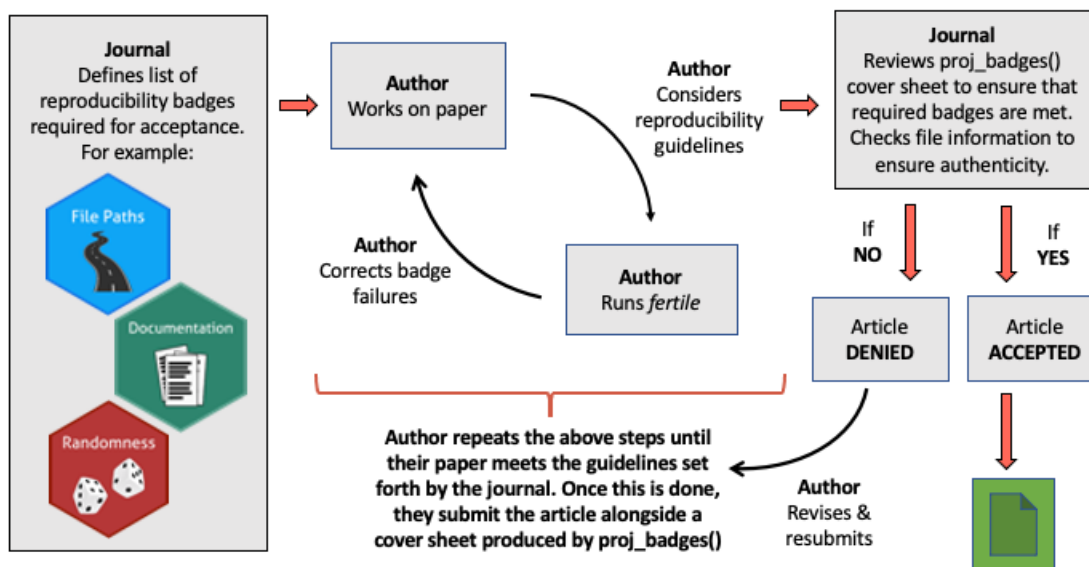 Journal
Defines list of
reproducibility badges
required for acceptance.
For example:
File Paths
Documentation
Randomness
Author
Works on paper
Author
Considers
reproducibility
guidelines
Author
Corrects badge
failures
Author
Runs fertile
Author repeats the above steps until
their paper meets the guidelines set
forth by the journal. Once this is done,
they submit the article alongside a
cover sheet produced by proj_badges()
Journal
Reviews proj_badges()
cover sheet to ensure that
required badges are met.
Checks file information to
ensure authenticity.
If
NO
If
YES
Article
DENIED
Article
ACCEPTED
Author
Revises &
resubmits